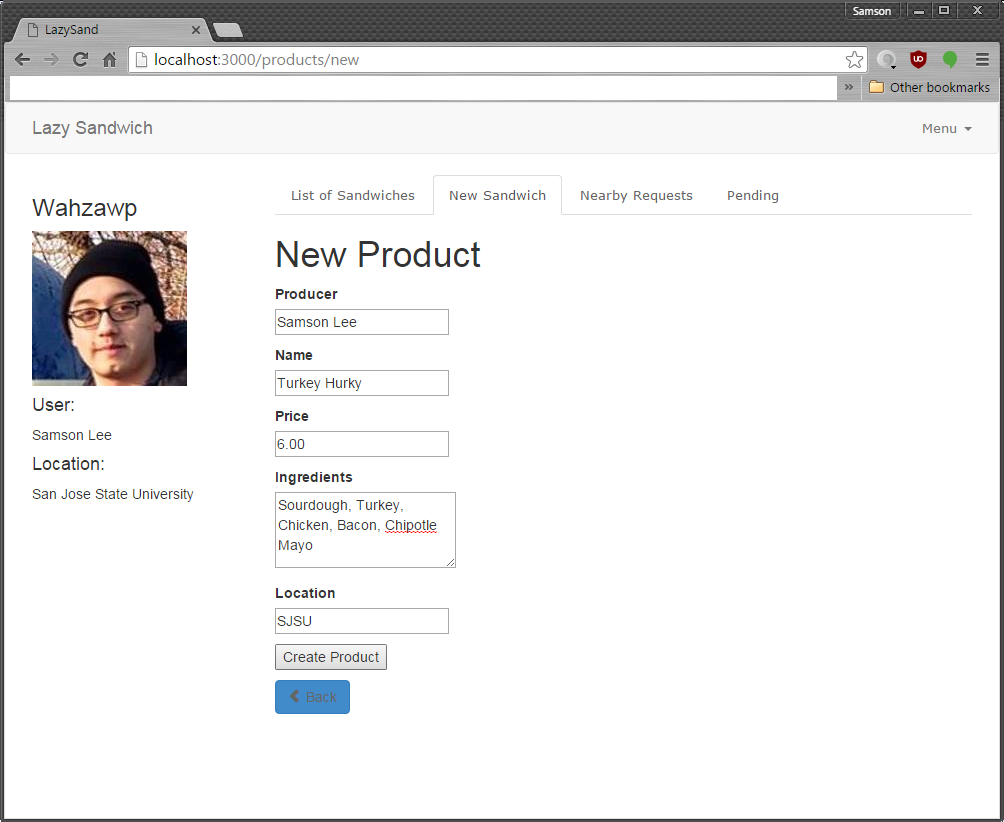 Samson
LazySand
localhost:3000/products/new
» Other bookmarks
Lazy Sandwich
Menu
Wahzawp
User:
Samson Lee
Location:
San Jose State University
List of Sandwiches New Sandwich Nearby Requests Pending
New Product
Producer
Samson Lee
Name
Turkey Hurky
Price
6.00
Ingredients
Sourdough, Turkey,
Chicken, Bacon, Chipotle
Mayo
Location
SJSU
Create Product
Back